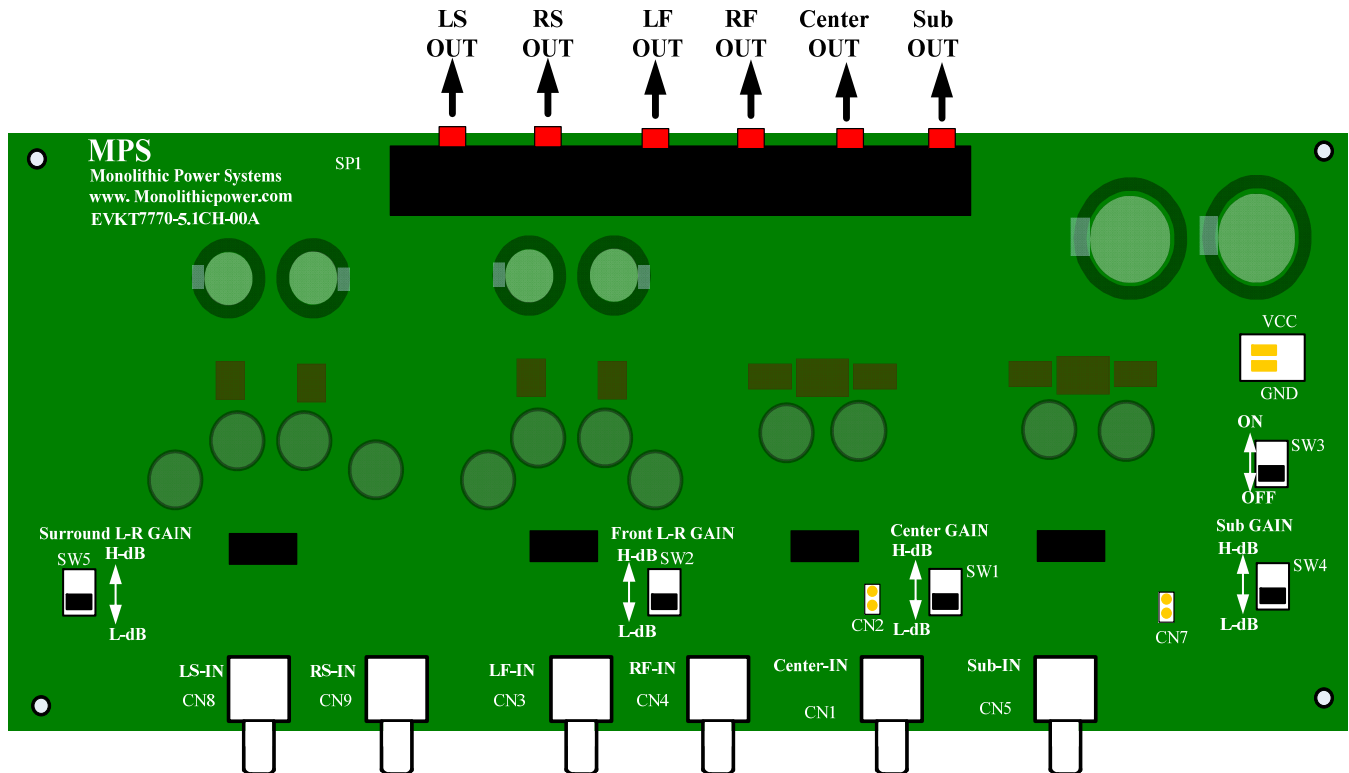 LS OUT
RS OUT
LF OUT
RF OUT
Center OUT
Sub OUT
MPS
Monolithic Power Systems
www. Monolithicpower.com
EVKT7770-5.1CH-00A
SP1
VCC
GND
ON
SW3
OFF
Surround L-R GAIN
SW5
H-dB
L-dB
Front L-R GAIN
H-dB
SW2
L-dB
Center GAIN
H-dB
SW1
L-dB
CN2
Sub GAIN
H-dB
SW4
L-dB
CN7
LS-IN
CN8
RS-IN
CN9
LF-IN
CN3
RF-IN
CN4
Center-IN
CN1
Sub-IN
CN5